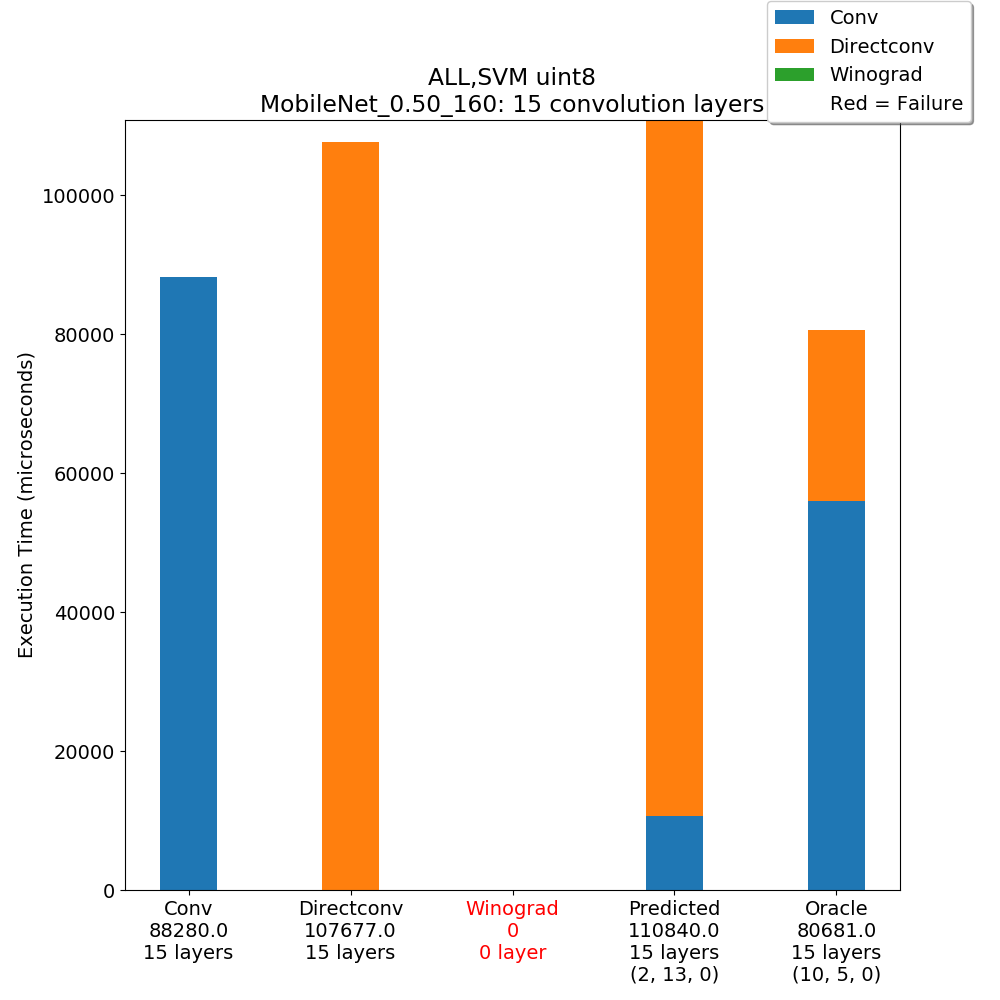 Conv
Directconv
Winograd
Red = Failure
ALL,SVM uint8
MobileNet_0.50_160: 15 convolution layers
Execution Time (microseconds)
100000
80000
60000
40000
20000
0
Conv
88280.0
15 layers
Directconv
107677.0
15 layers
Winograd
0
0 layer
Predicted
110840.0
15 layers
(2, 13, 0)
Oracle
80681.0
15 layers
(10, 5, 0)